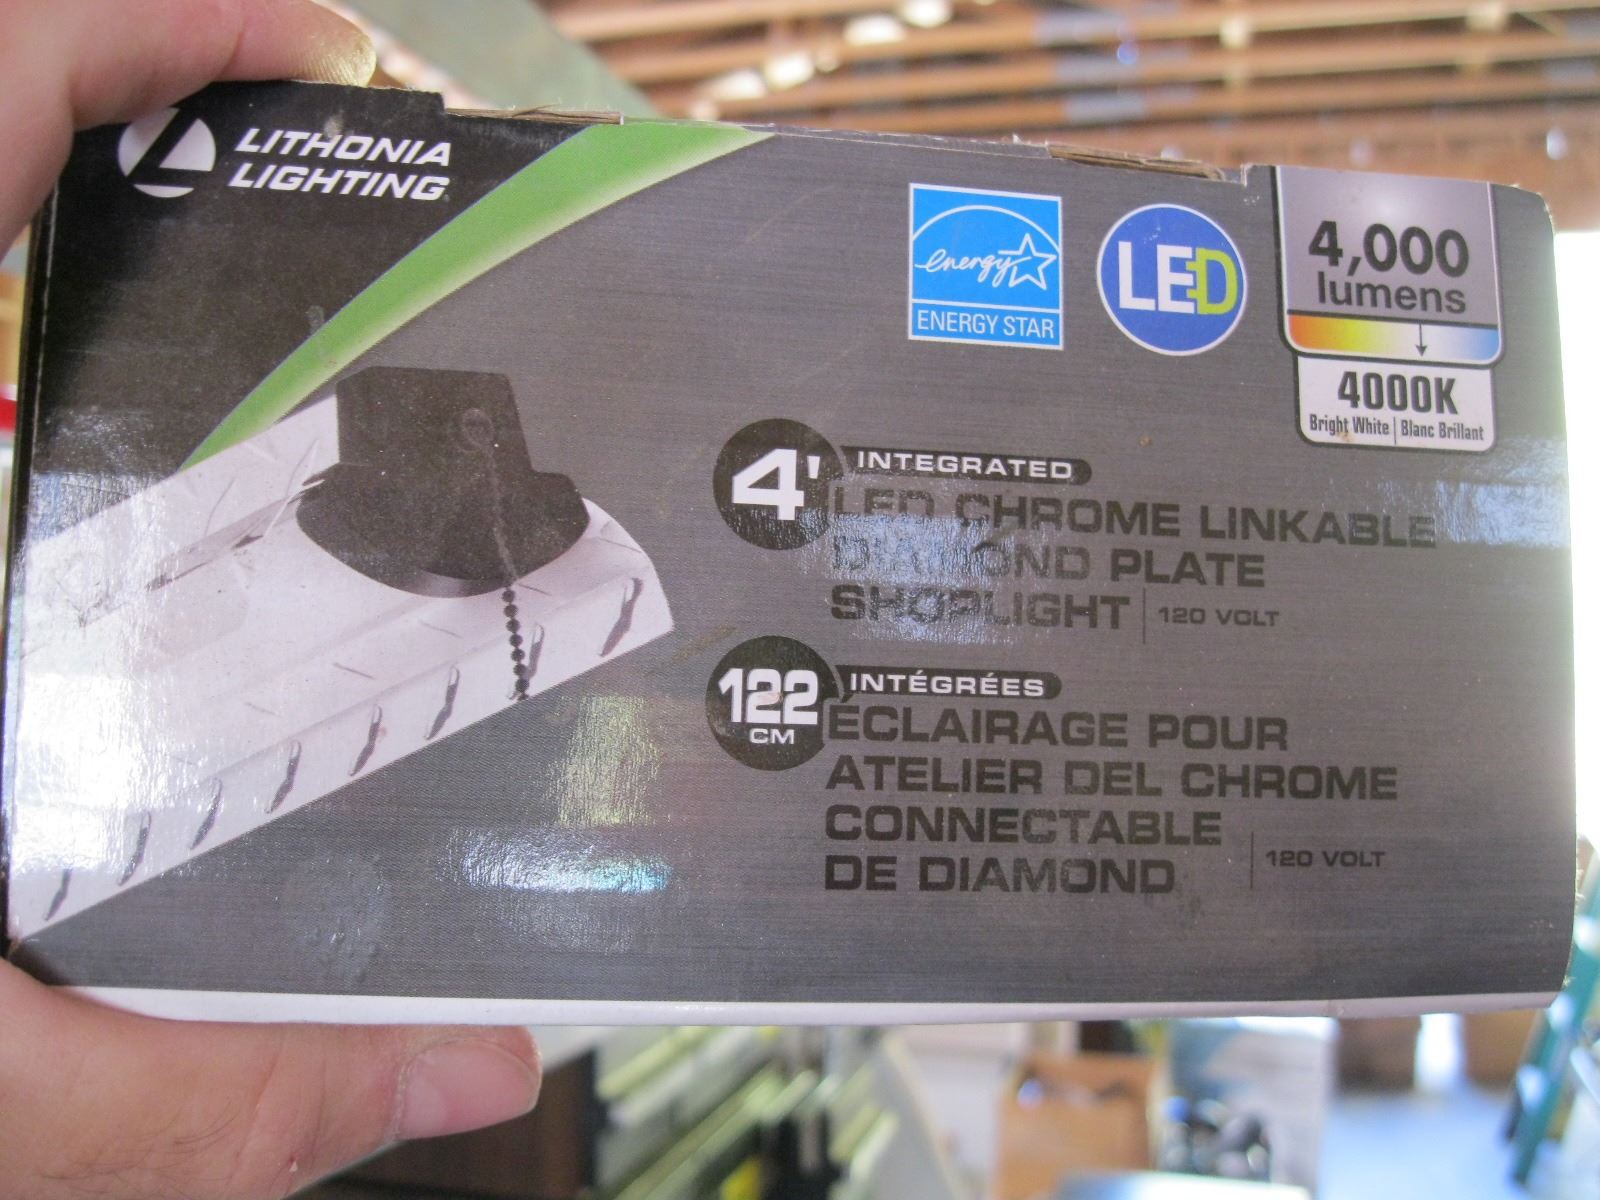 LITHONIA
LIGHTING
energy
ENERGY STAR
LED
4,000
lumens
4000K
Bright White | Blanc Brillant
4' INTEGRATED
LED CHROME LINKABLE
DIAMOND PLATE
SHOPLIGHT | 120 VOLT
122 CM INTÉGRÉES
ÉCLAIRAGE POUR
ATELIER DEL CHROME
CONNECTABLE
DE DIAMOND | 120 VOLT